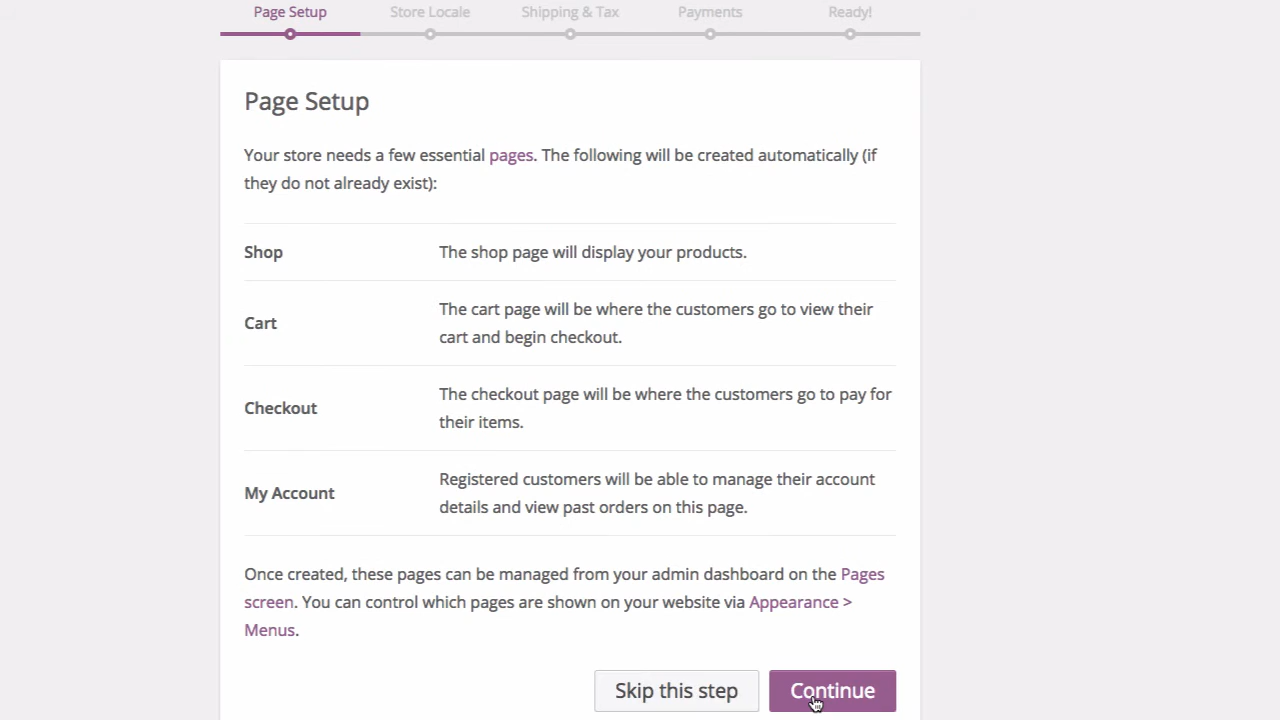 Page Setup
Store Locale
Shipping & Tax
Payments
Ready!
Page Setup
Your store needs a few essential pages. The following will be created automatically (if
they do not already exist):
Shop
The shop page will display your products.
Cart
The cart page will be where the customers go to view their
cart and begin checkout.
Checkout
The checkout page will be where the customers go to pay for
their items.
My Account
Registered customers will be able to manage their account
details and view past orders on this page.
Once created, these pages can be managed from your admin dashboard on the Pages
screen. You can control which pages are shown on your website via Appearance >
Menus.
Skip this step
Continue